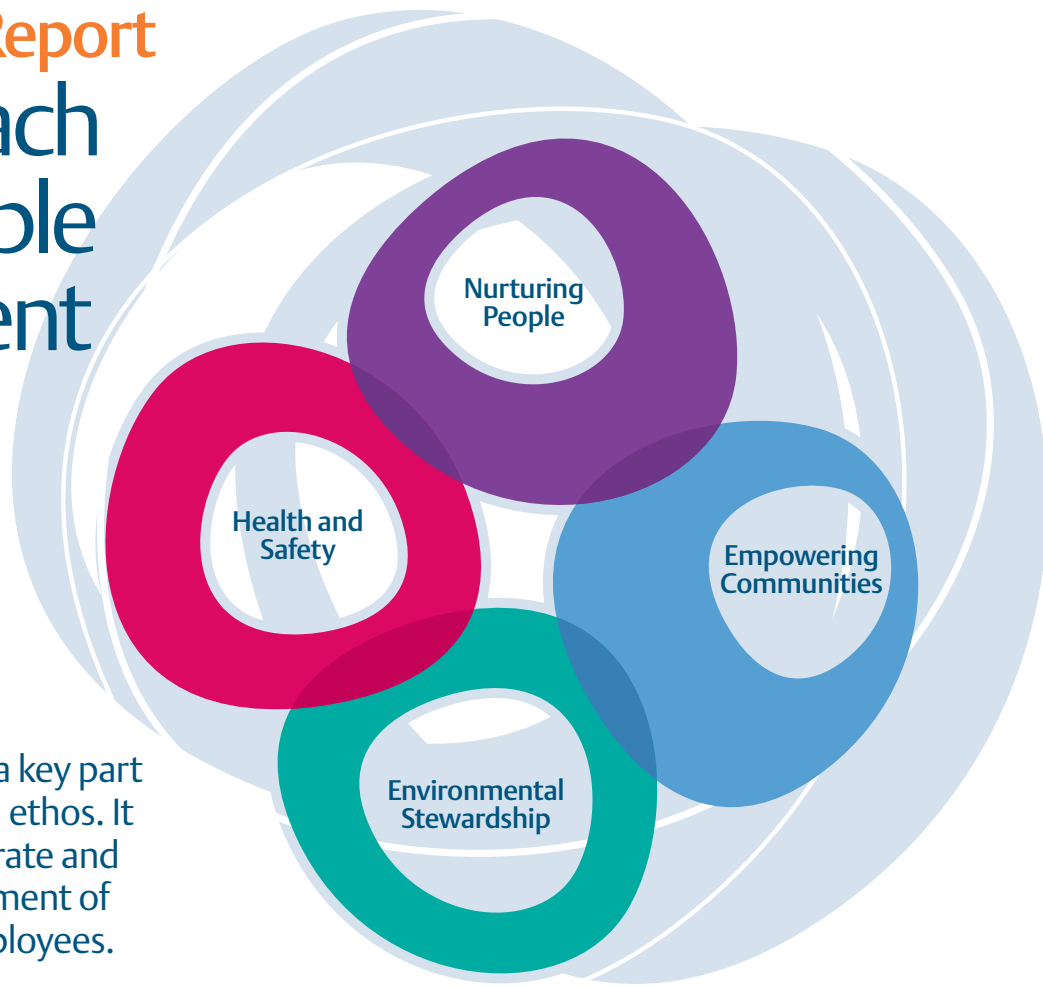 Report
ach
ble
ent
Nurturing
People
Health and
Safety
Empowering
Communities
Environmental
Stewardship
a key part
ethos. It
rate and
ment of
ployees.